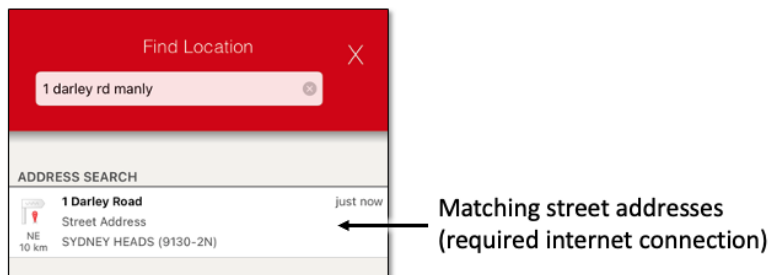 Find Location
X
1 darley rd manly
ADDRESS SEARCH
1 Darley Road
just now
Street Address
NE
10 km
SYDNEY HEADS (9130-2N)
Matching street addresses
(required internet connection)